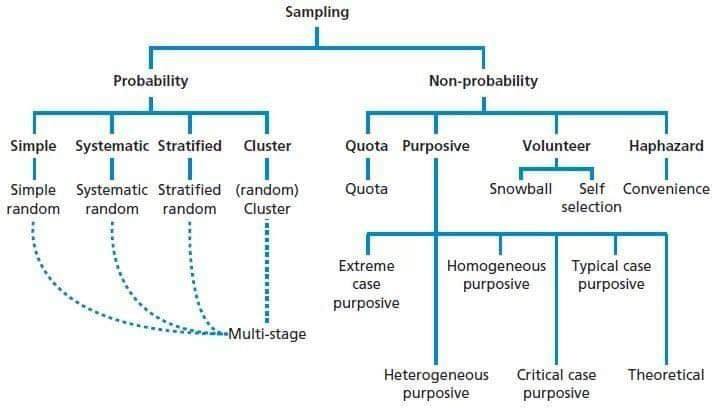 Sampling
Probability
Non-probability
Simple
Systematic
Stratified
Cluster
Quota
Purposive
Volunteer
Haphazard
Simple
random
Systematic
random
Stratified
random
(random)
Cluster
Quota
Snowball
Self
selection
Convenience
Extreme
case
purposive
Homogeneous
purposive
Typical case
purposive
Multi-stage
Heterogeneous
purposive
Critical case
purposive
Theoretical